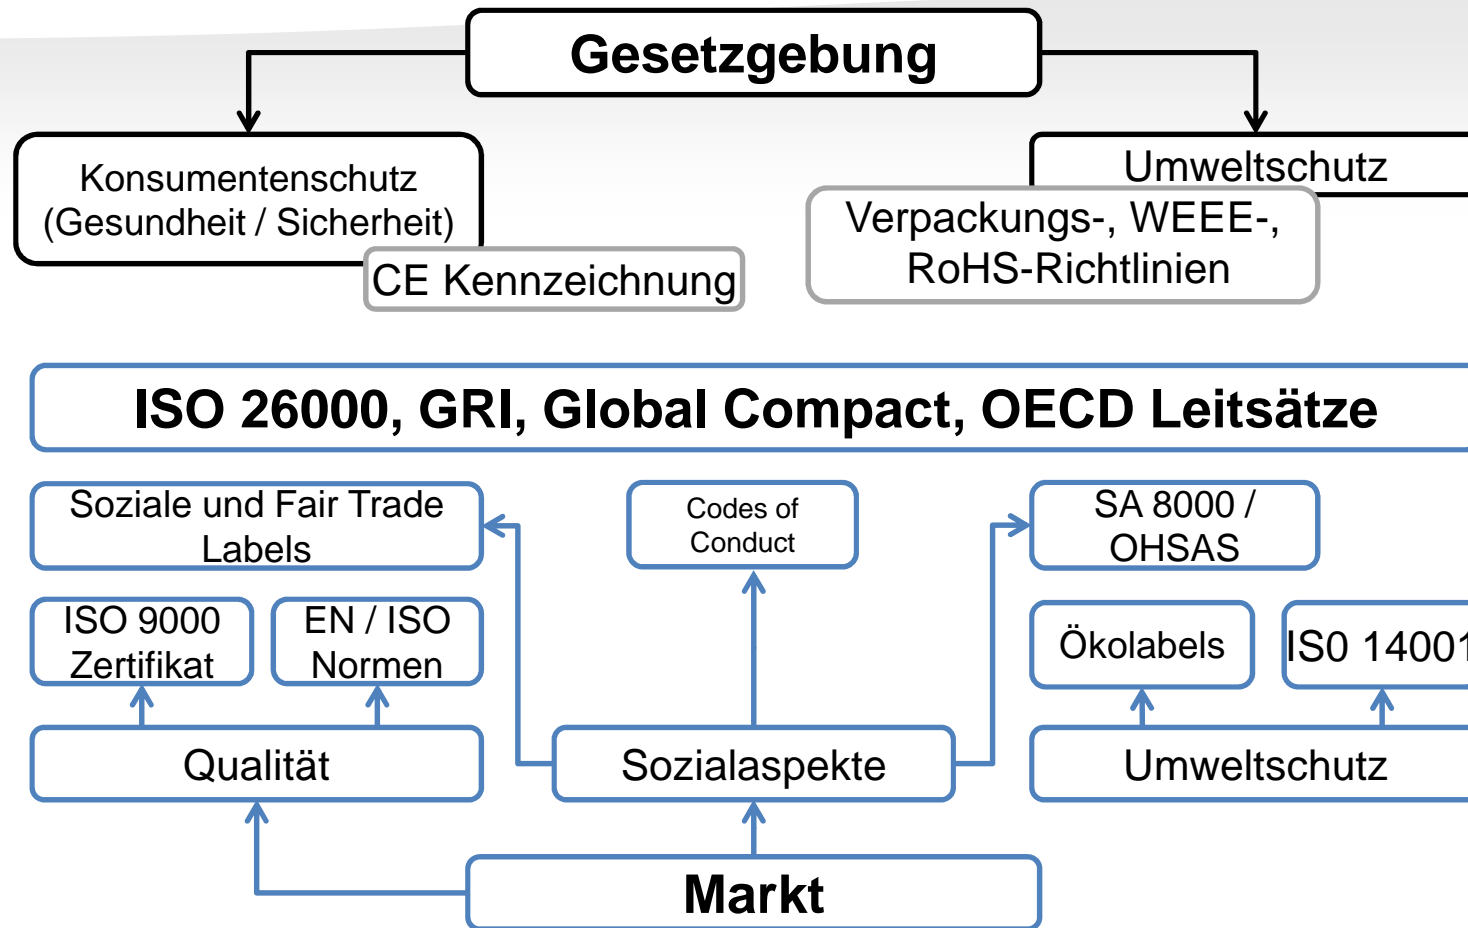 Gesetzgebung
Konsumentenschutz
(Gesundheit / Sicherheit)
CE Kennzeichnung
Umweltschutz
Verpackungs-, WEEE-,
RoHS-Richtlinien
ISO 26000, GRI, Global Compact, OECD Leitsätze
Soziale und Fair Trade
Labels
Codes of
Conduct
SA 8000 /
OHSAS
ISO 9000
Zertifikat
EN / ISO
Normen
Ökolabels
IS0 14001
Qualität
Sozialaspekte
Umweltschutz
Markt